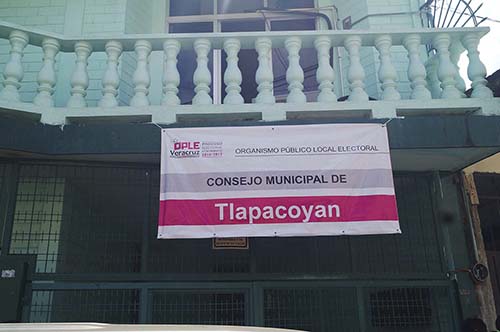 OPLE
Veracruz
ORGANISMO PÚBLICO LOCAL ELECTORAL
CONSEJO MUNICIPAL DE
Tlapacoyan